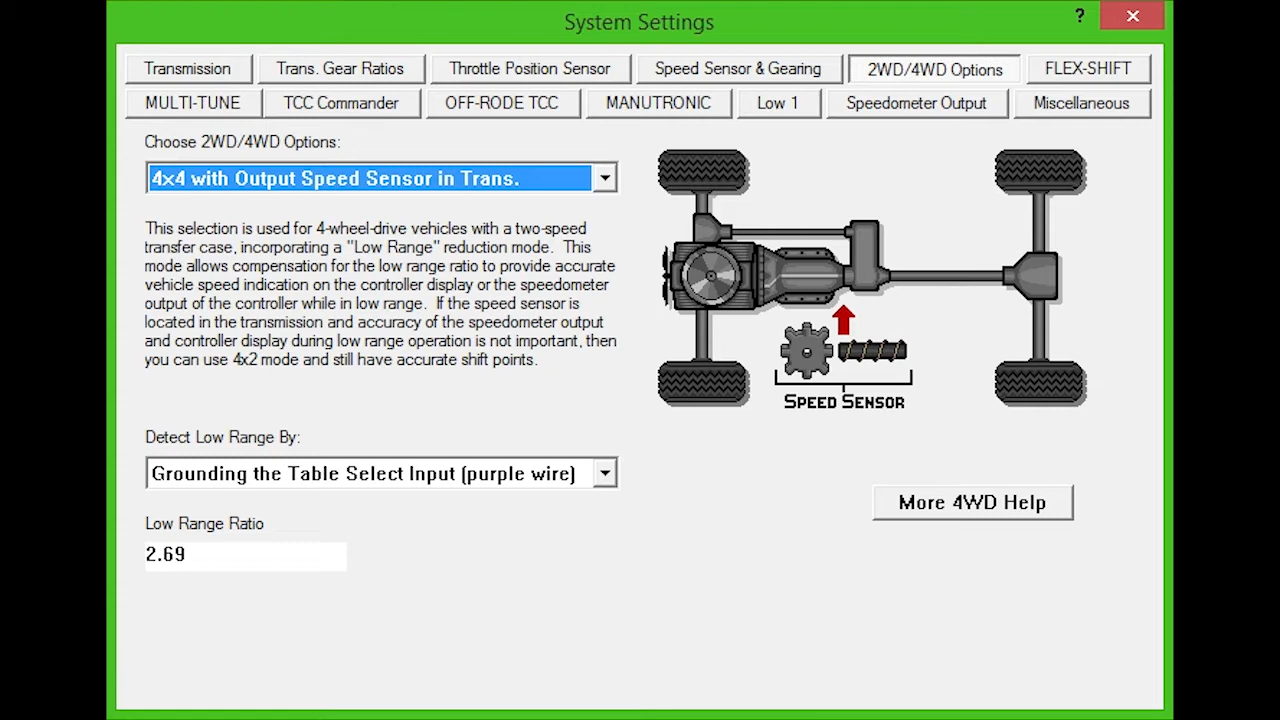 System Settings
?
Transmission
Trans. Gear Ratios
Throttle Position Sensor
Speed Sensor & Gearing
2WD/4WD Options
FLEX-SHIFT
MULTI-TUNE
TCC Commander
OFF-RODE TCC
MANUTRONIC
Low 1
Speedometer Output
Miscellaneous
Choose 2WD/4WD Options:
4x4 with Output Speed Sensor in Trans.
This selection is used for 4-wheel-drive vehicles with a two-speed
transfer case, incorporating a "Low Range" reduction mode.  This
mode allows compensation for the low range ratio to provide accurate
vehicle speed indication on the controller display or the speedometer
output of the controller while in low range.  If the speed sensor is
located in the transmission and accuracy of the speedometer output
and controller display during low range operation is not important, then
you can use 4x2 mode and still have accurate shift points.
SPEED SENSOR
Detect Low Range By:
Grounding the Table Select Input (purple wire)
More 4WD Help
Low Range Ratio
2.69